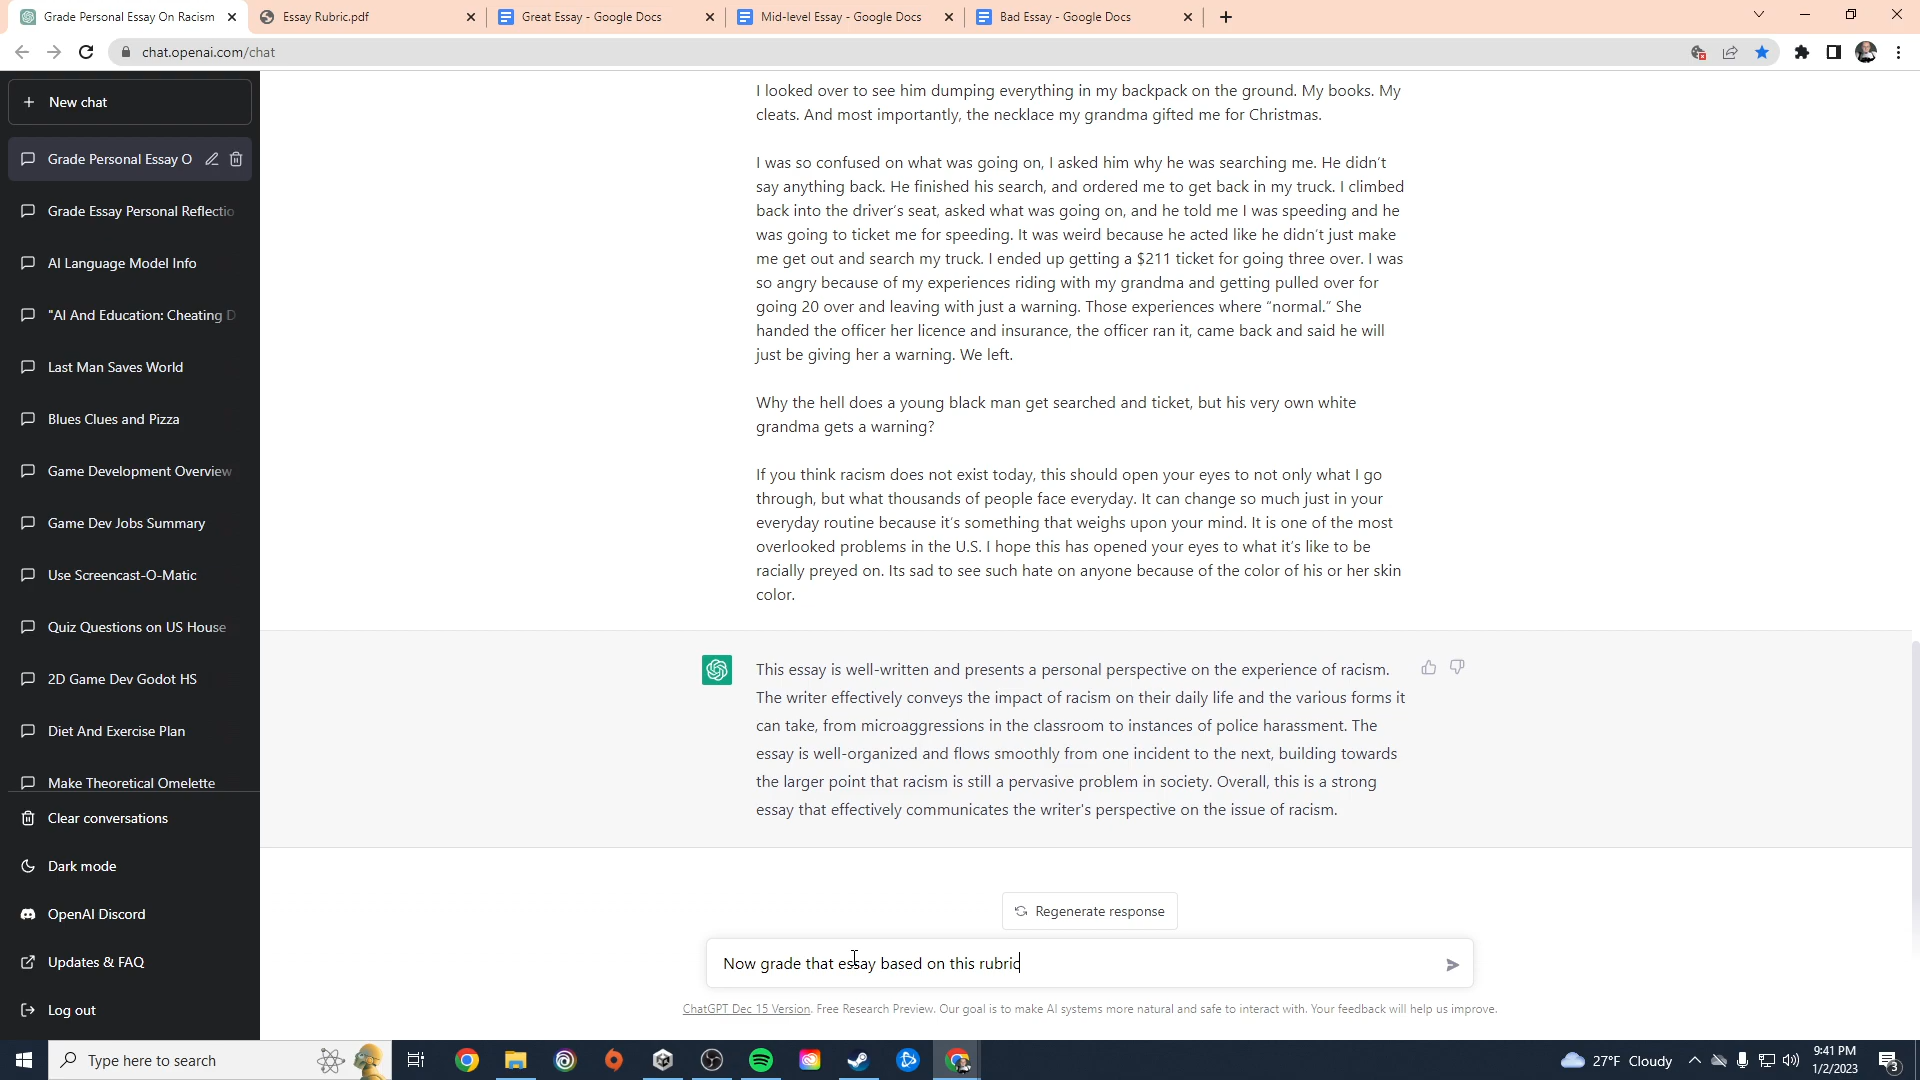 Grade Personal Essay On Racism
Essay Rubric.pdf
Great Essay - Google Docs
Mid-level Essay - Google Docs
Bad Essay - Google Docs
chat.openai.com/chat
New chat
Grade Personal Essay O
Grade Essay Personal Reflectio
AI Language Model Info
"AI And Education: Cheating D
Last Man Saves World
Blues Clues and Pizza
Game Development Overview
Game Dev Jobs Summary
Use Screencast-O-Matic
Quiz Questions on US House
2D Game Dev Godot HS
Diet And Exercise Plan
Make Theoretical Omelette
Clear conversations
Dark mode
OpenAI Discord
Updates & FAQ
Log out
I looked over to see him dumping everything in my backpack on the ground. My books. My
cleats. And most importantly, the necklace my grandma gifted me for Christmas.
I was so confused on what was going on, I asked him why he was searching me. He didn't
say anything back. He finished his search, and ordered me to get back in my truck. I climbed
back into the driver's seat, asked what was going on, and he told me I was speeding and he
was going to ticket me for speeding. It was weird because he acted like he didn't just make
me get out and search my truck. I ended up getting a $211 ticket for going three over. I was
so angry because of my experiences riding with my grandma and getting pulled over for
going 20 over and leaving with just a warning. Those experiences where “normal.” She
handed the officer her licence and insurance, the officer ran it, came back and said he will
just be giving her a warning. We left.
Why the hell does a young black man get searched and ticket, but his very own white
grandma gets a warning?
If you think racism does not exist today, this should open your eyes to not only what I go
through, but what thousands of people face everyday. It can change so much just in your
everyday routine because it's something that weighs upon your mind. It is one of the most
overlooked problems in the U.S. I hope this has opened your eyes to what it's like to be
racially preyed on. Its sad to see such hate on anyone because of the color of his or her skin
color.
This essay is well-written and presents a personal perspective on the experience of racism.
The writer effectively conveys the impact of racism on their daily life and the various forms it
can take, from microaggressions in the classroom to instances of police harassment. The
essay is well-organized and flows smoothly from one incident to the next, building towards
the larger point that racism is still a pervasive problem in society. Overall, this is a strong
essay that effectively communicates the writer's perspective on the issue of racism.
Regenerate response
Now grade that essay based on this rubric
ChatGPT Dec 15 Version. Free Research Preview. Our goal is to make AI systems more natural and safe to interact with. Your feedback will help us improve.
Type here to search
27°F Cloudy
9:41 PM
1/2/2023
3